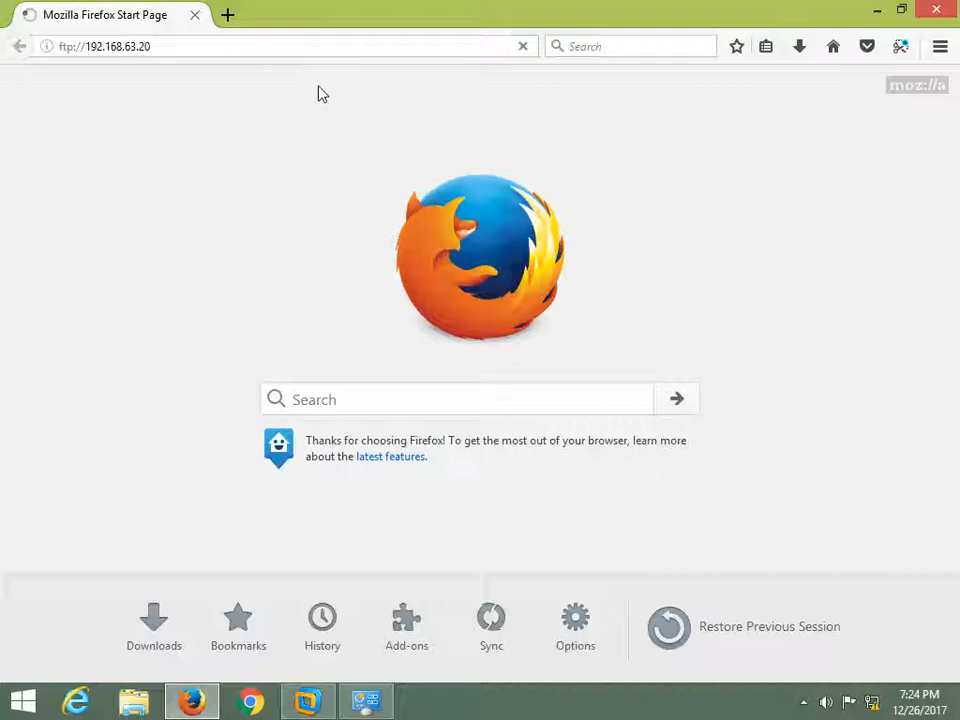 Mozilla Firefox Start Page
ftp://192.168.63.20
Search
moz://a
Search
Thanks for choosing Firefox! To get the most out of your browser, learn more
about the latest features.
Downloads
Bookmarks
History
Add-ons
Sync
Options
Restore Previous Session
7:24 PM
12/26/2017